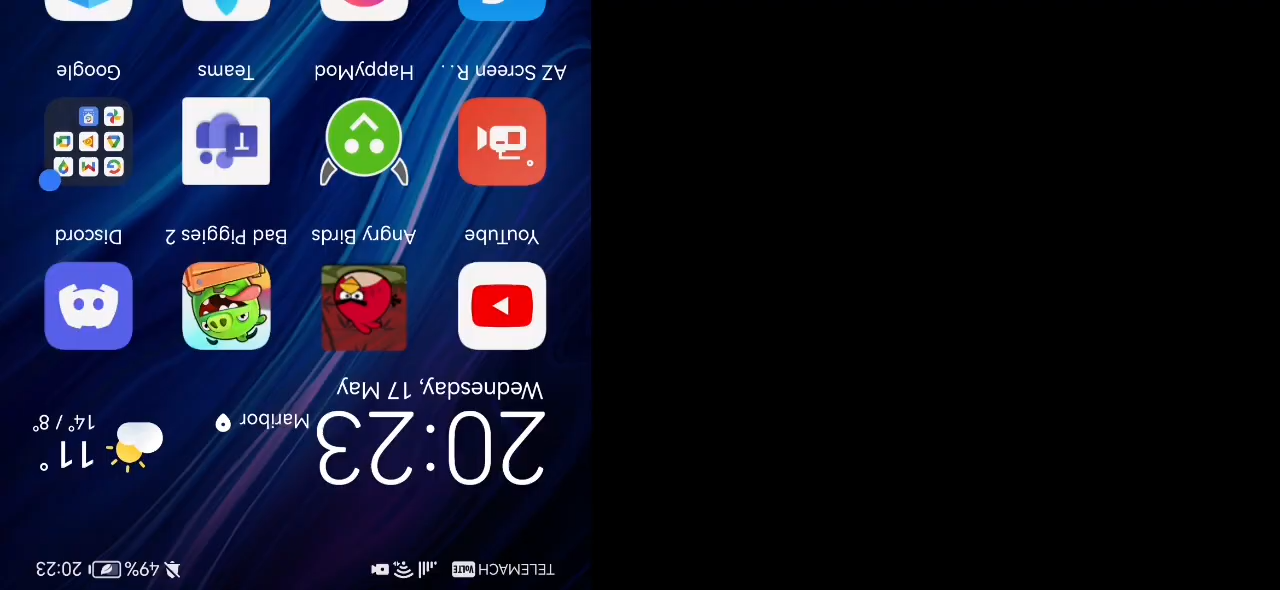 TELEMACH VoLTE 49% 20:23
20:23
Wednesday, 17 May
Maribor
11°
14° / 8°
YouTube Angry Birds Bad Piggies 2 Discord
T
AZ Screen R... HappyMod Teams Google